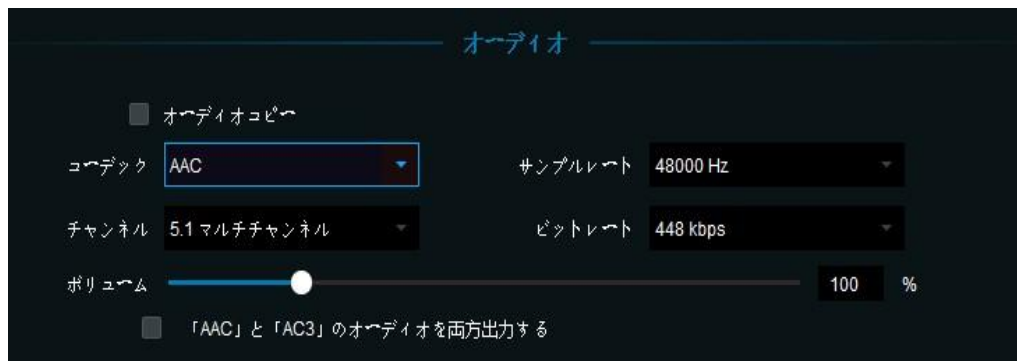 オーディオ
オーディオコピー
コーデック AAC サンプルレート 48000 Hz
チャンネル 5.1 マルチチャンネル ビットレート 448 kbps
ボリューム 100 %
「AAC」と「AC3」のオーディオを両方出力する